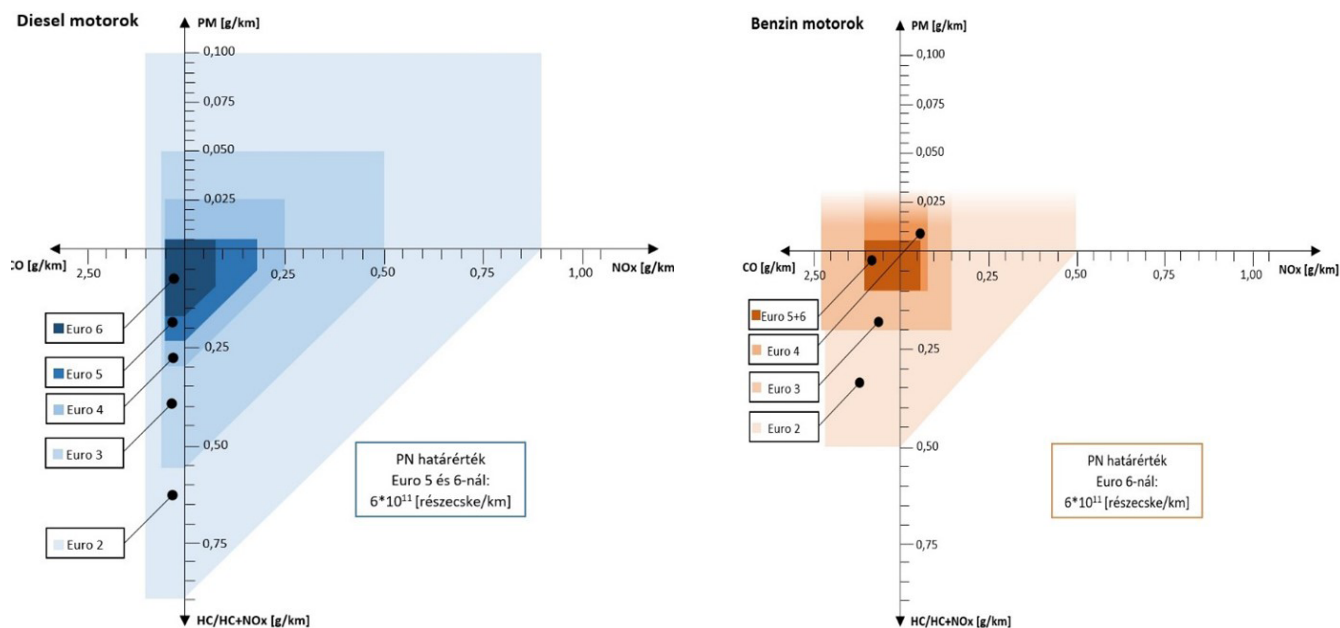 Diesel motorok
PM [g/km]
0,100
0,075
0,050
0,025
CO [g/km]
2,50
0,25
0,50
0,75
1,00
NOx [g/km]
Euro 6
Euro 5
Euro 4
Euro 3
Euro 2
0,25
0,50
0,75
HC/HC+NOx [g/km]
PN határérték
Euro 5 és 6-nál:
6*10¹¹ [részecske/km]
Benzin motorok
PM [g/km]
0,100
0,075
0,050
0,025
CO [g/km]
2,50
0,25
0,50
0,75
1,00
NOx [g/km]
Euro 5+6
Euro 4
Euro 3
Euro 2
0,25
0,50
0,75
HC/HC+NOx [g/km]
PN határérték
Euro 6-nál:
6*10¹¹ [részecske/km]